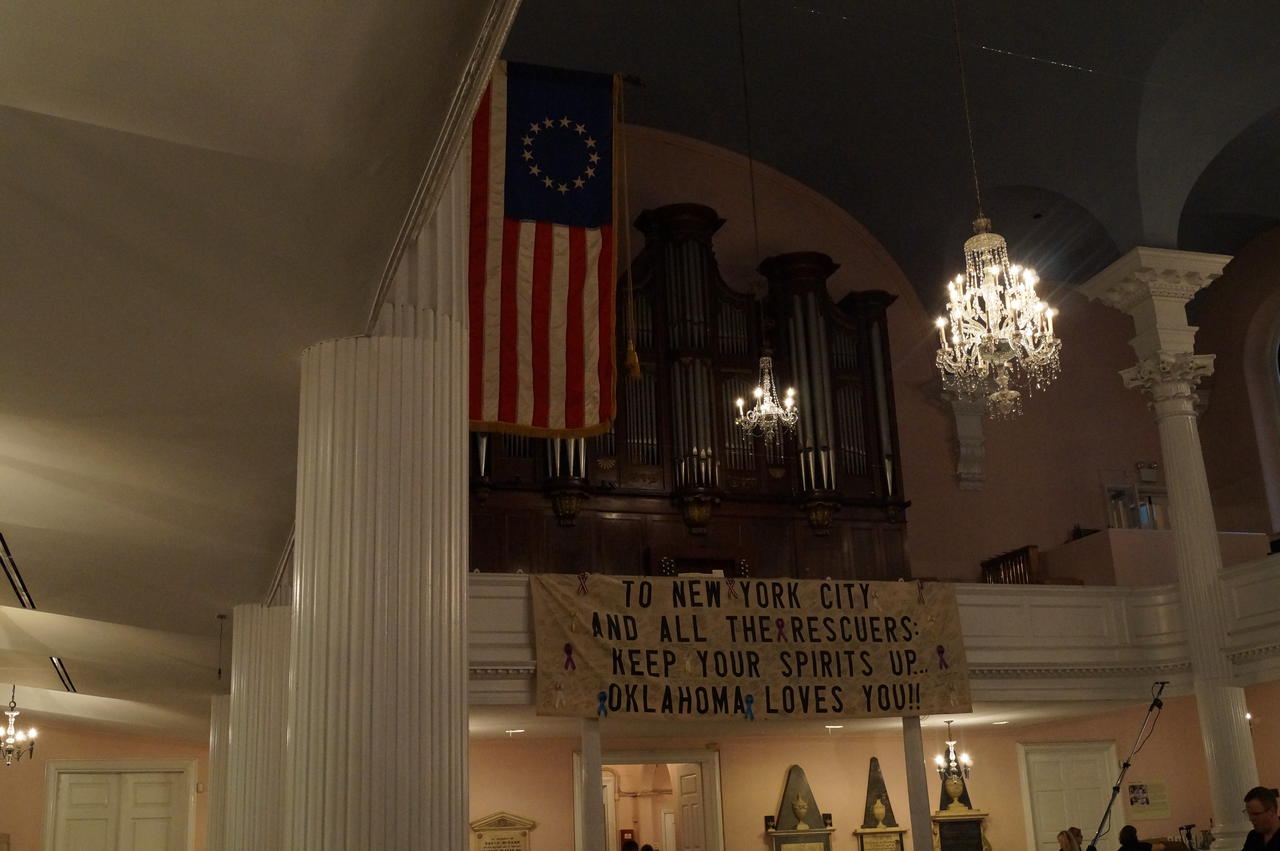 TO NEW YORK CITY
AND ALL THE RESCUERS:
KEEP YOUR SPIRITS UP...
OKLAHOMA LOVES YOU!!